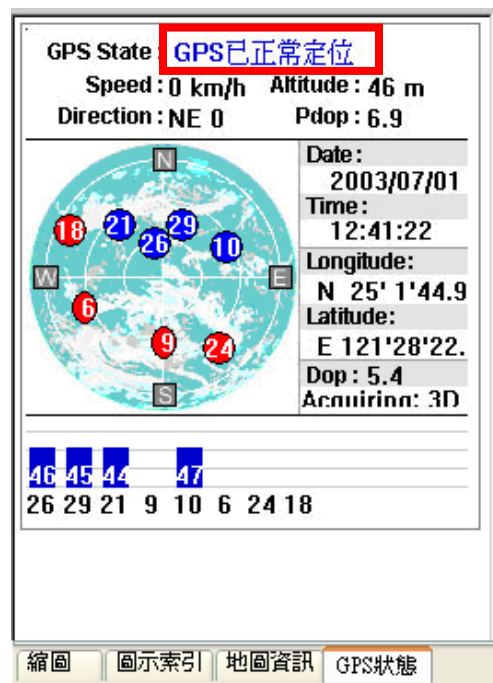 GPS State : GPS已正常定位
Speed : 0 km/h Altitude : 46 m
Direction : NE 0 Pdop : 6.9
N
18 21 29
26 10
W E
6
9 24
S
Date :
2003/07/01
Time :
12:41:22
Longitude:
N 25' 1'44.9
Latitude:
E 121'28'22.
Dop : 5.4
Acquiring: 3D
46 45 44 47
26 29 21 9 10 6 24 18
縮圖 圖示索引 地圖資訊 GPS狀態